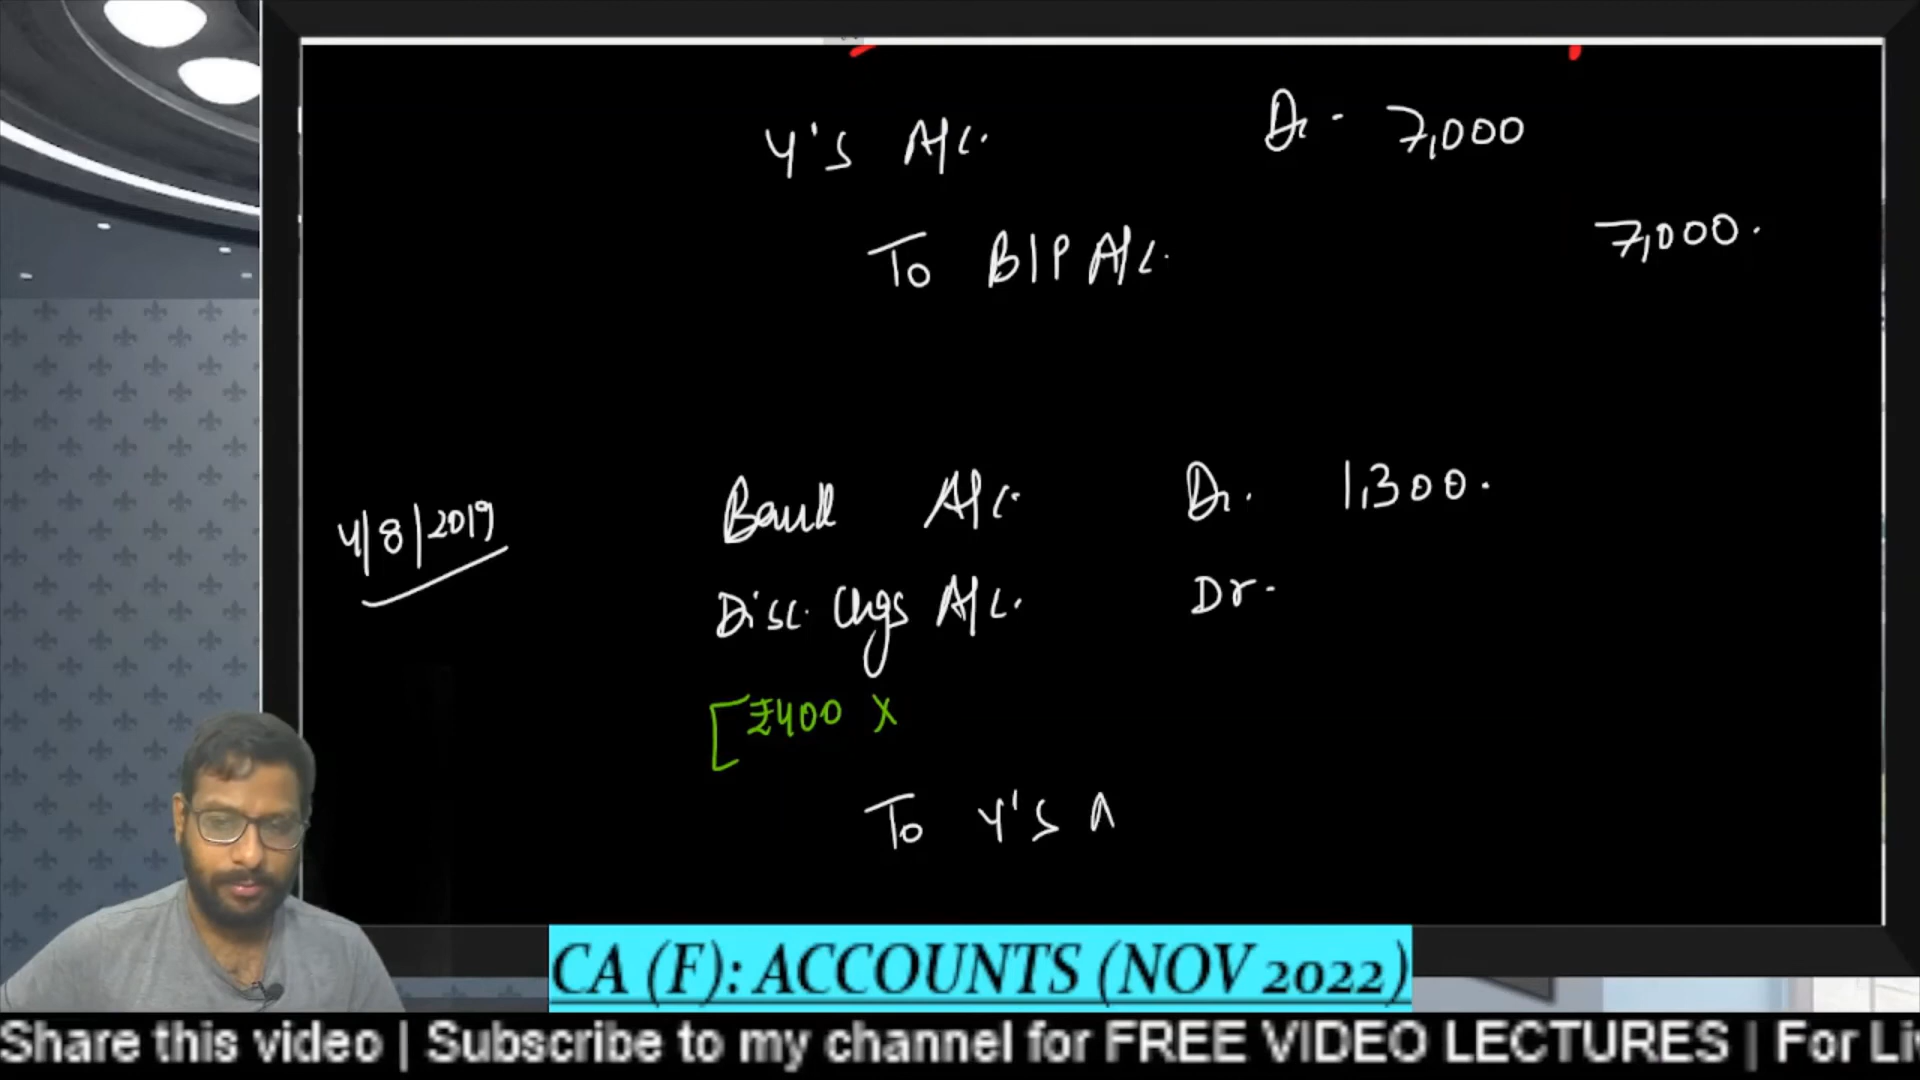 Y's A/c. Dr. 7,000
To B/P A/c. 7,000.
4/8/2019
Bank A/c. Dr. 1,300.
Disc. Chgs A/c. Dr.
[₹400 X
To Y's A
CA (F): ACCOUNTS (NOV 2022)
Share this video | Subscribe to my channel for FREE VIDEO LECTURES | For Li